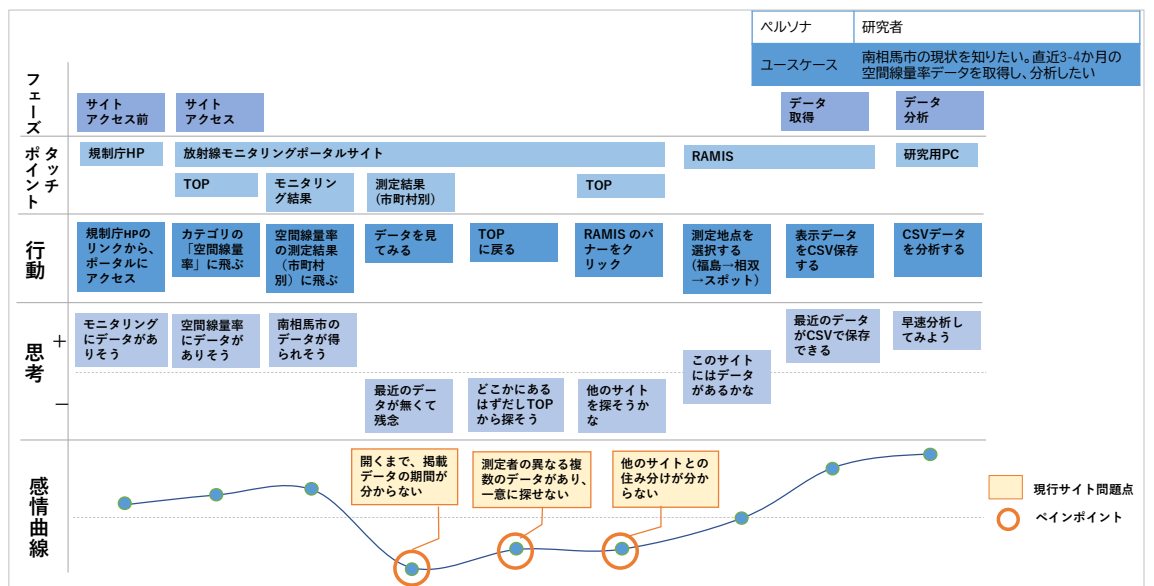 ペルソナ
研究者
ユースケース
南相馬市の現状を知りたい。直近3-4か月の
空間線量率データを取得し、分析したい
フェーズ
サイト
アクセス前
サイト
アクセス
データ
取得
データ
分析
タッチ
ポイント
規制庁HP
放射線モニタリングポータルサイト
RAMIS
研究用PC
TOP
モニタリ
ング結果
測定結果
(市町村別)
TOP
行動
規制庁HPの
リンクから、
ポータルに
アクセス
カテゴリの
「空間線量
率」に飛ぶ
空間線量率
の測定結果
（市町村
別）に飛ぶ
データを見
てみる
TOP
に戻る
RAMIS のバ
ナーをク
リック
測定地点を
選択する
(福島→相双
→スポット)
表示データ
をCSV保存
する
CSVデータ
を分析する
思考
＋
－
モニタリング
にデータがあ
りそう
空間線量率
にデータが
ありそう
南相馬市の
データが得
られそう
最近のデー
タが無くて
残念
どこかにある
はずだしTOP
から探そう
他のサイト
を探そうか
な
このサイト
にはデータ
があるかな
最近のデータ
がCSVで保存
できる
早速分析し
てみよう
感情曲線
開くまで、掲載
データの期間が
分からない
測定者の異なる複
数のデータがあり、
一意に探せない
他のサイトとの
住み分けが分か
らない
現行サイト問題点
ペインポイント